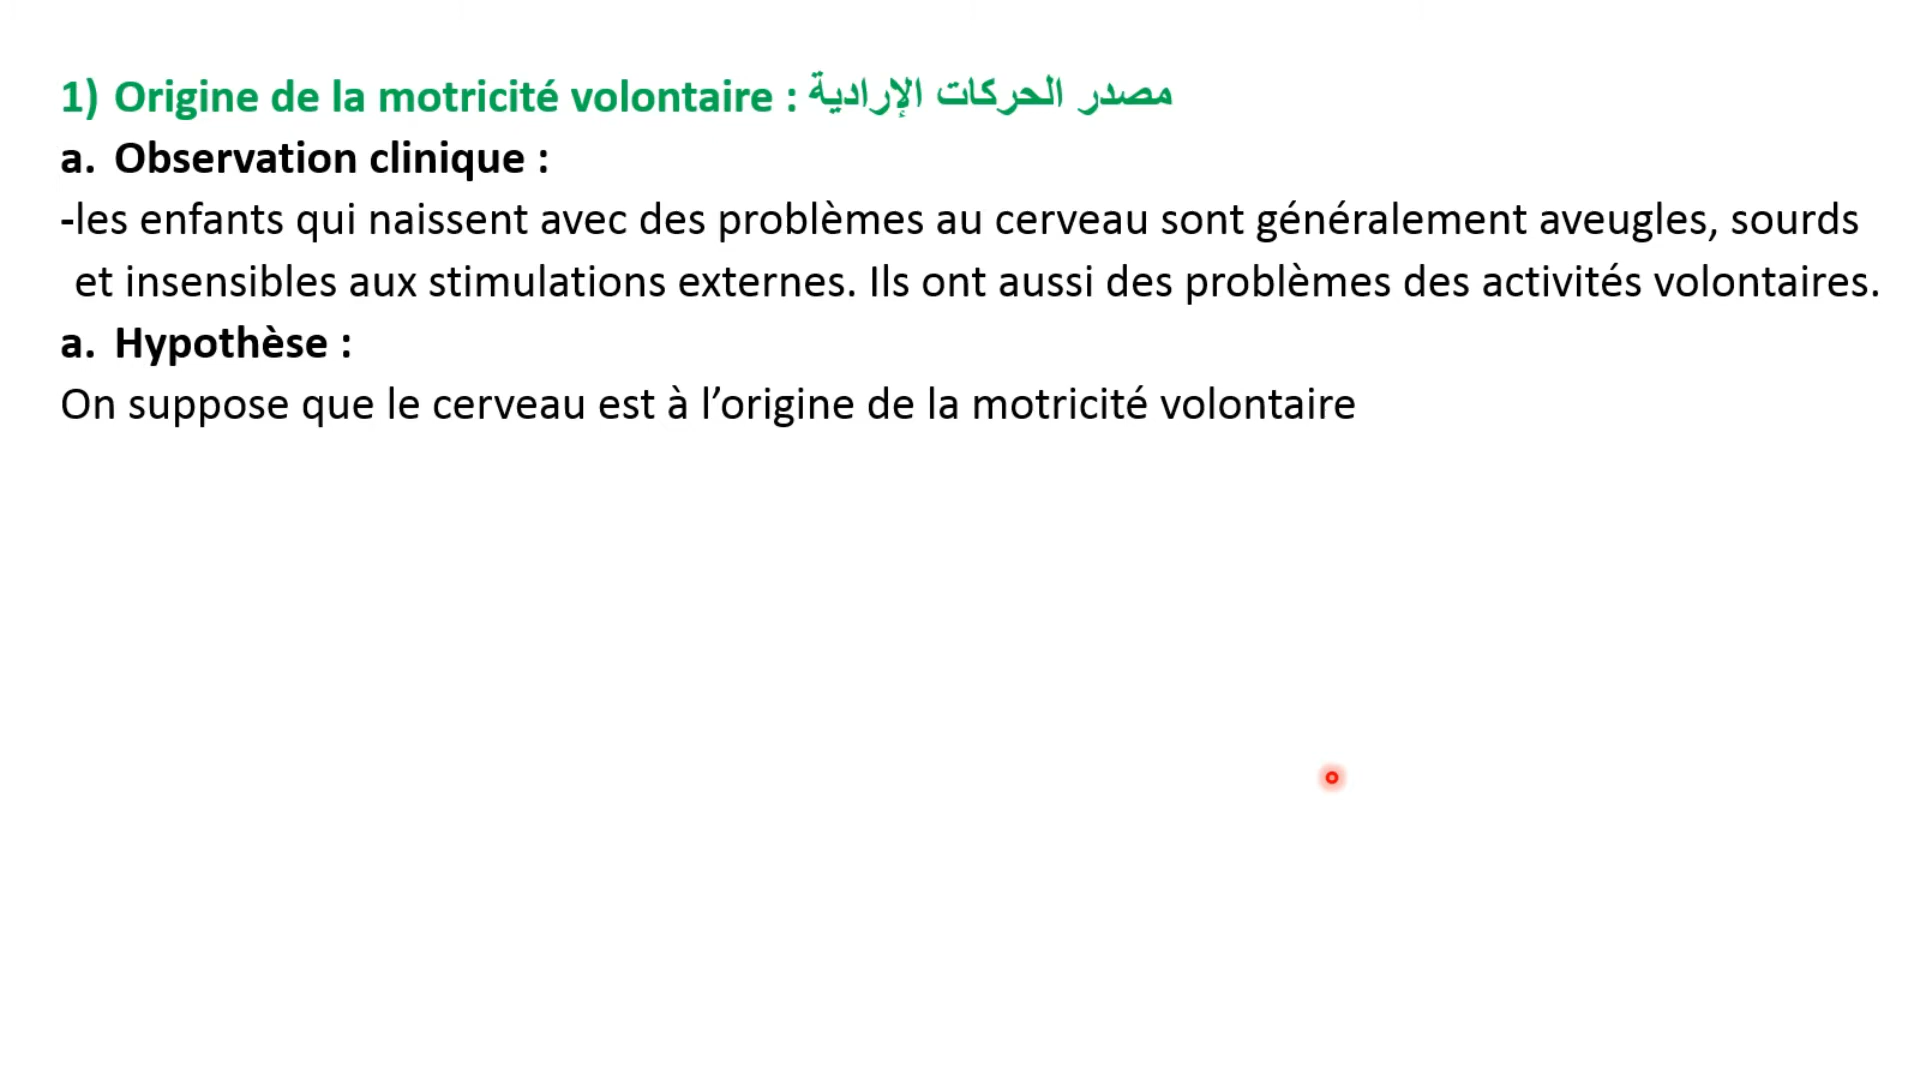 1) Origine de la motricité volontaire : مصدر الحركات الإرادية
a. Observation clinique :
-les enfants qui naissent avec des problèmes au cerveau sont généralement aveugles, sourds
et insensibles aux stimulations externes. Ils ont aussi des problèmes des activités volontaires.
a. Hypothèse :
On suppose que le cerveau est à l’origine de la motricité volontaire